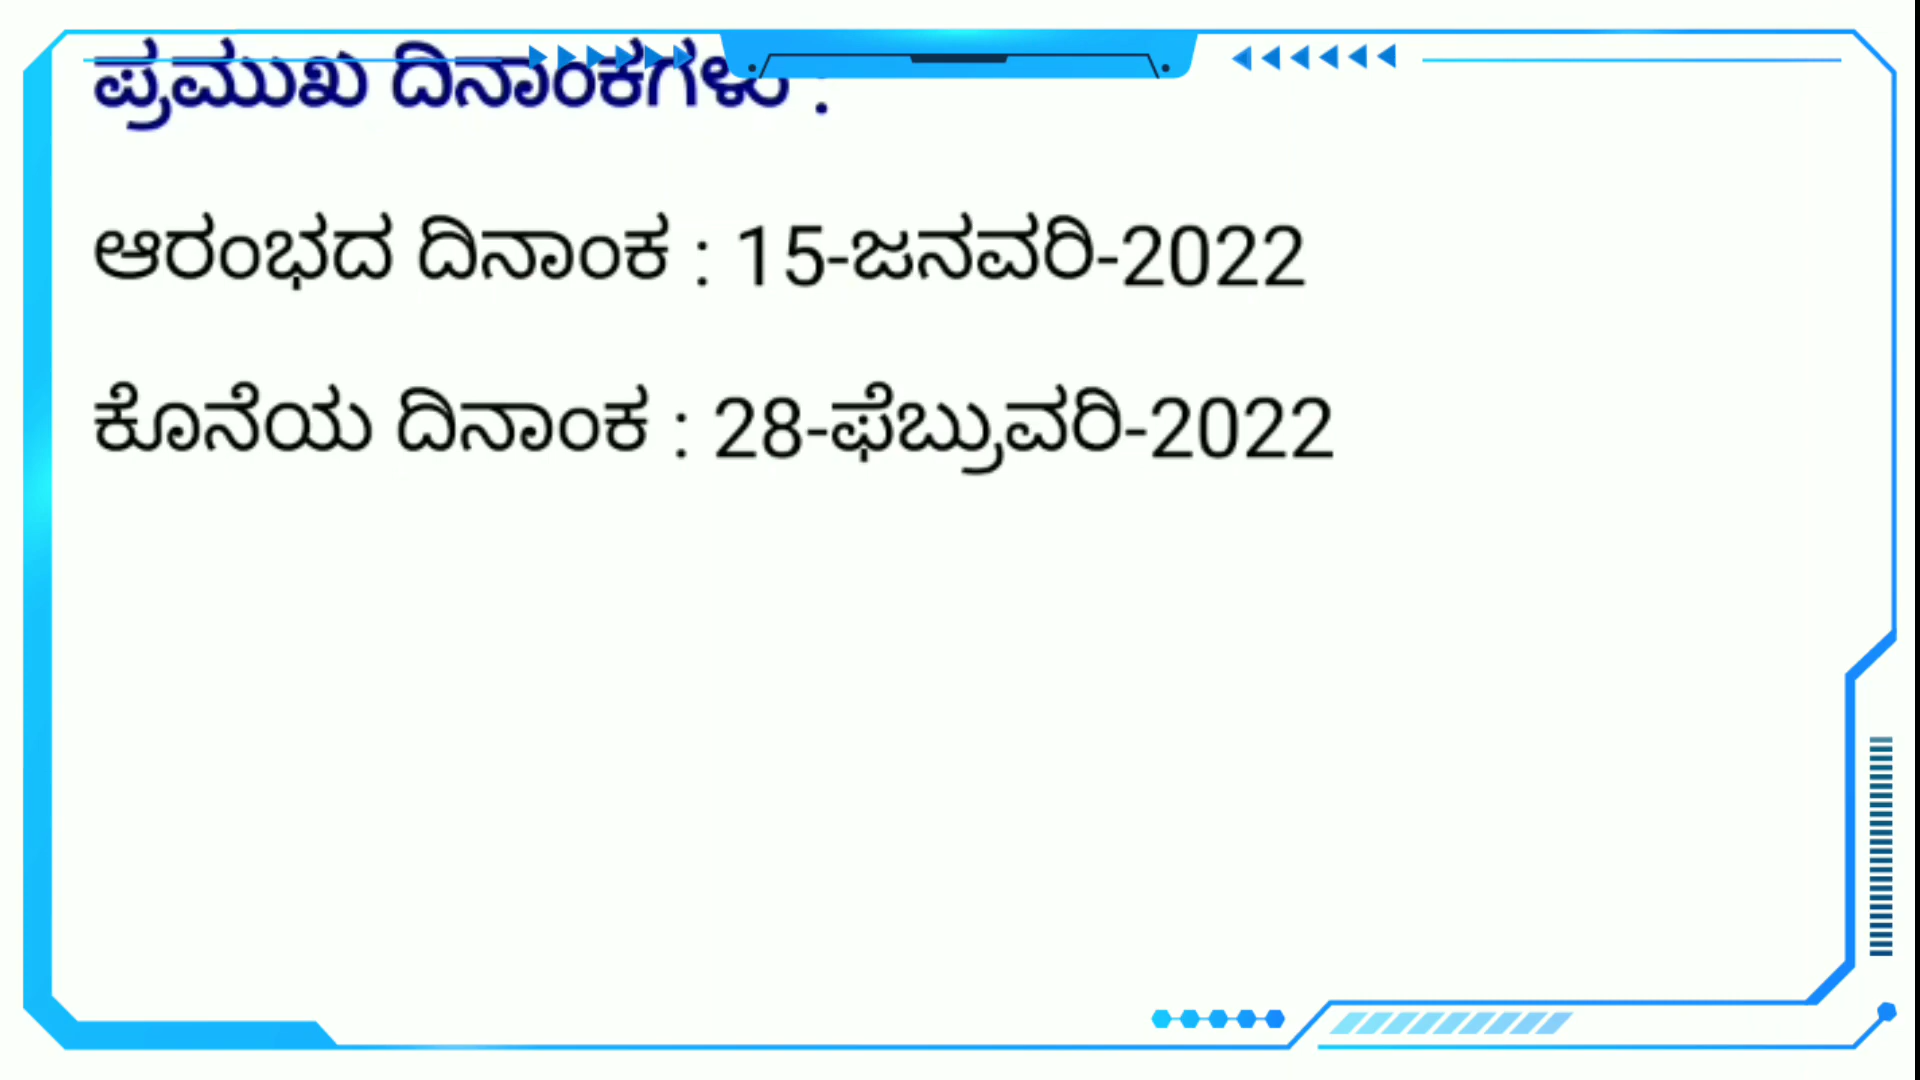 ಪ್ರಮುಖ ದಿನಾಂಕಗಳು :
ಆರಂಭದ ದಿನಾಂಕ : 15-ಜನವರಿ-2022
ಕೊನೆಯ ದಿನಾಂಕ : 28-ಫೆಬ್ರುವರಿ-2022